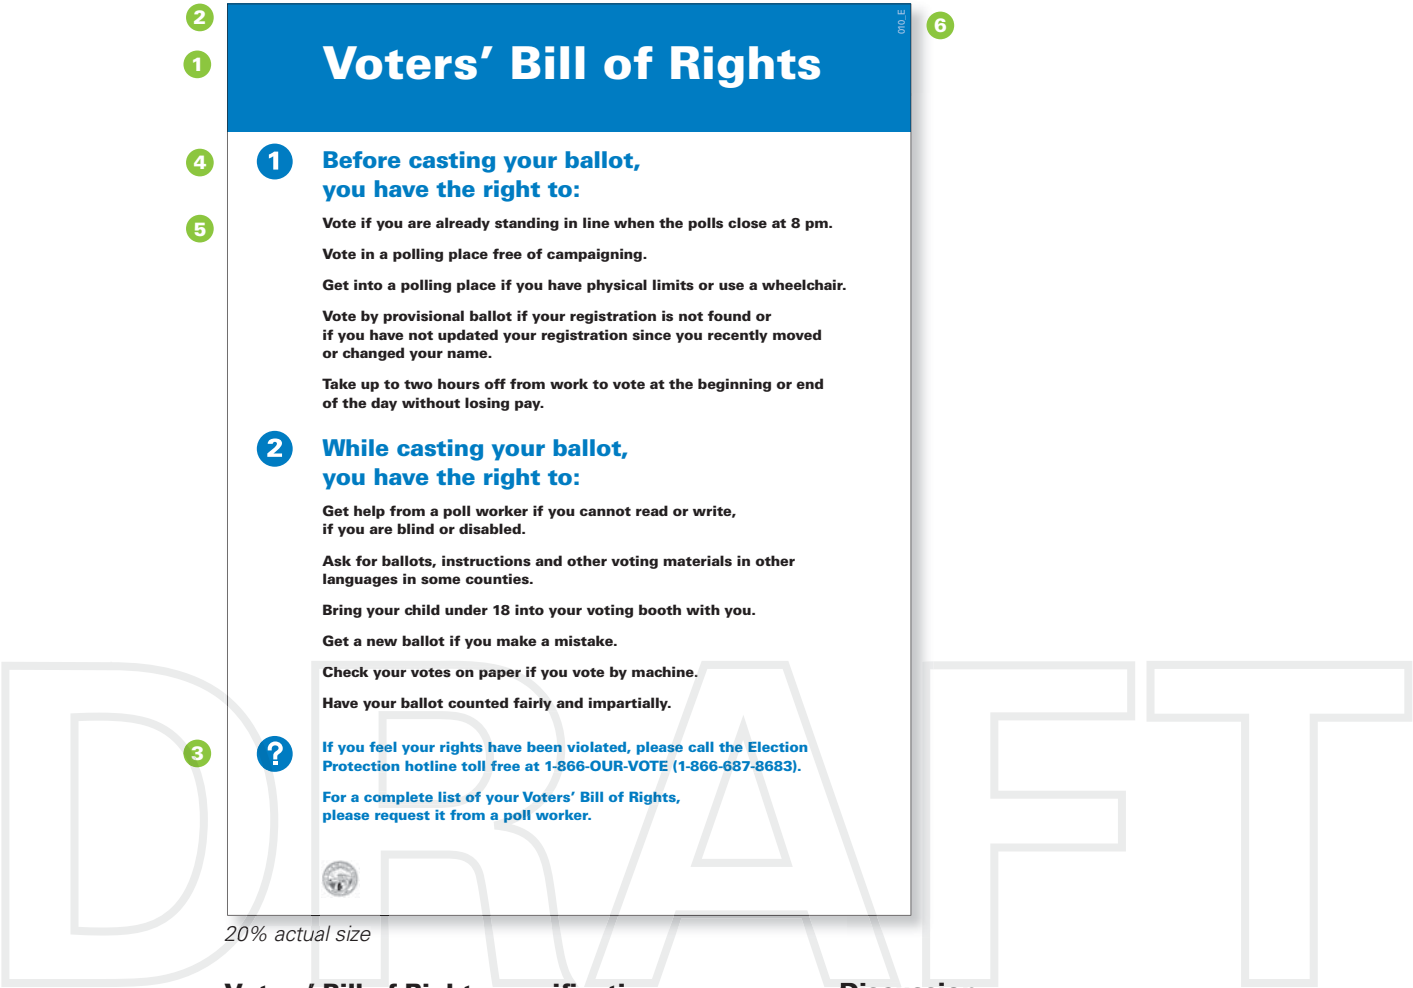 2
010_E
6
1
Voters’ Bill of Rights
4
1
Before casting your ballot,
you have the right to:
5
Vote if you are already standing in line when the polls close at 8 pm.
Vote in a polling place free of campaigning.
Get into a polling place if you have physical limits or use a wheelchair.
Vote by provisional ballot if your registration is not found or
if you have not updated your registration since you recently moved
or changed your name.
Take up to two hours off from work to vote at the beginning or end
of the day without losing pay.
2
While casting your ballot,
you have the right to:
Get help from a poll worker if you cannot read or write,
if you are blind or disabled.
Ask for ballots, instructions and other voting materials in other
languages in some counties.
Bring your child under 18 into your voting booth with you.
Get a new ballot if you make a mistake.
Check your votes on paper if you vote by machine.
Have your ballot counted fairly and impartially.
3
?
If you feel your rights have been violated, please call the Election
Protection hotline toll free at 1-866-OUR-VOTE (1-866-687-8683).
For a complete list of your Voters’ Bill of Rights,
please request it from a poll worker.
DRAFT
20% actual size
Voters’ Bill of Rights
Discussion